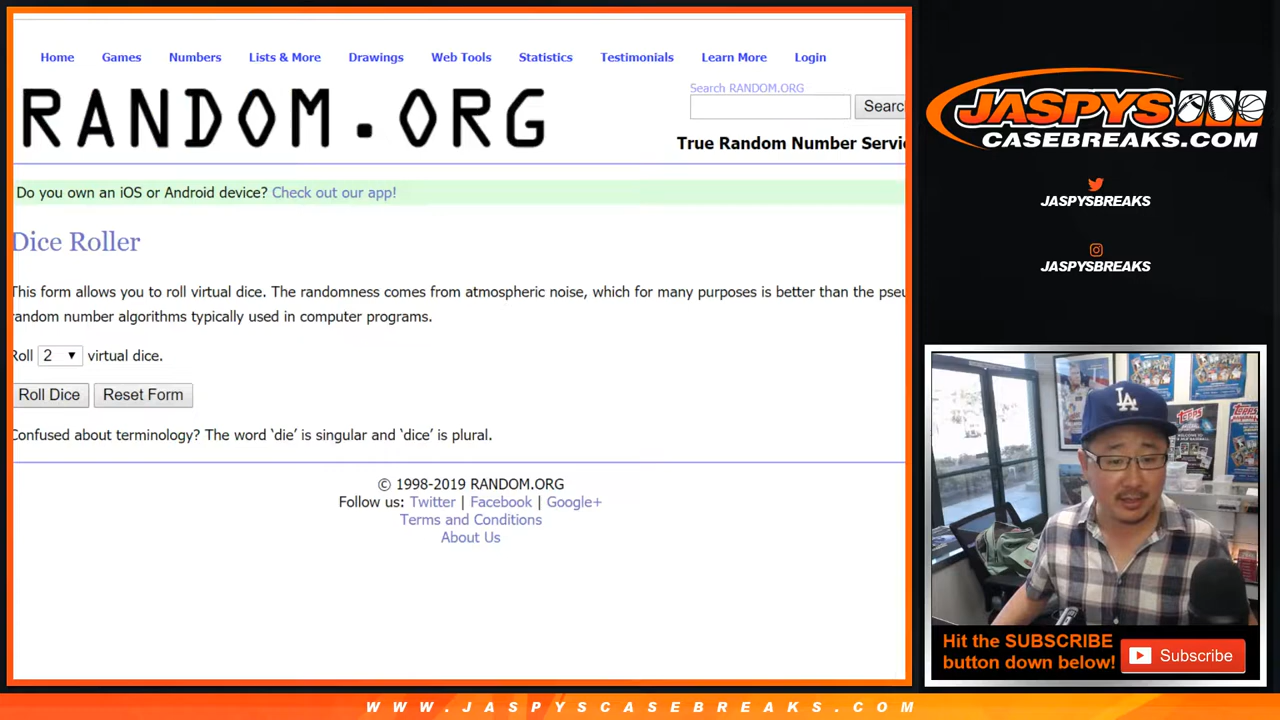 Home Games Numbers Lists & More Drawings Web Tools Statistics Testimonials Learn More Login
RANDOM.ORG
Search RANDOM.ORG
Searc
True Random Number Servi
Do you own an iOS or Android device? Check out our app!
Dice Roller
This form allows you to roll virtual dice. The randomness comes from atmospheric noise, which for many purposes is better than the pseu
random number algorithms typically used in computer programs.
Roll 2 virtual dice.
Roll Dice Reset Form
Confused about terminology? The word ‘die’ is singular and ‘dice’ is plural.
© 1998-2019 RANDOM.ORG
Follow us: Twitter | Facebook | Google+
Terms and Conditions
About Us
JASPYS
CASEBREAKS.COM
JASPYSBREAKS
JASPYSBREAKS
LA
TOPPS
TOPPS
Hit the SUBSCRIBE
button down below!
Subscribe
WWW.JASPYSCASEBREAKS.COM